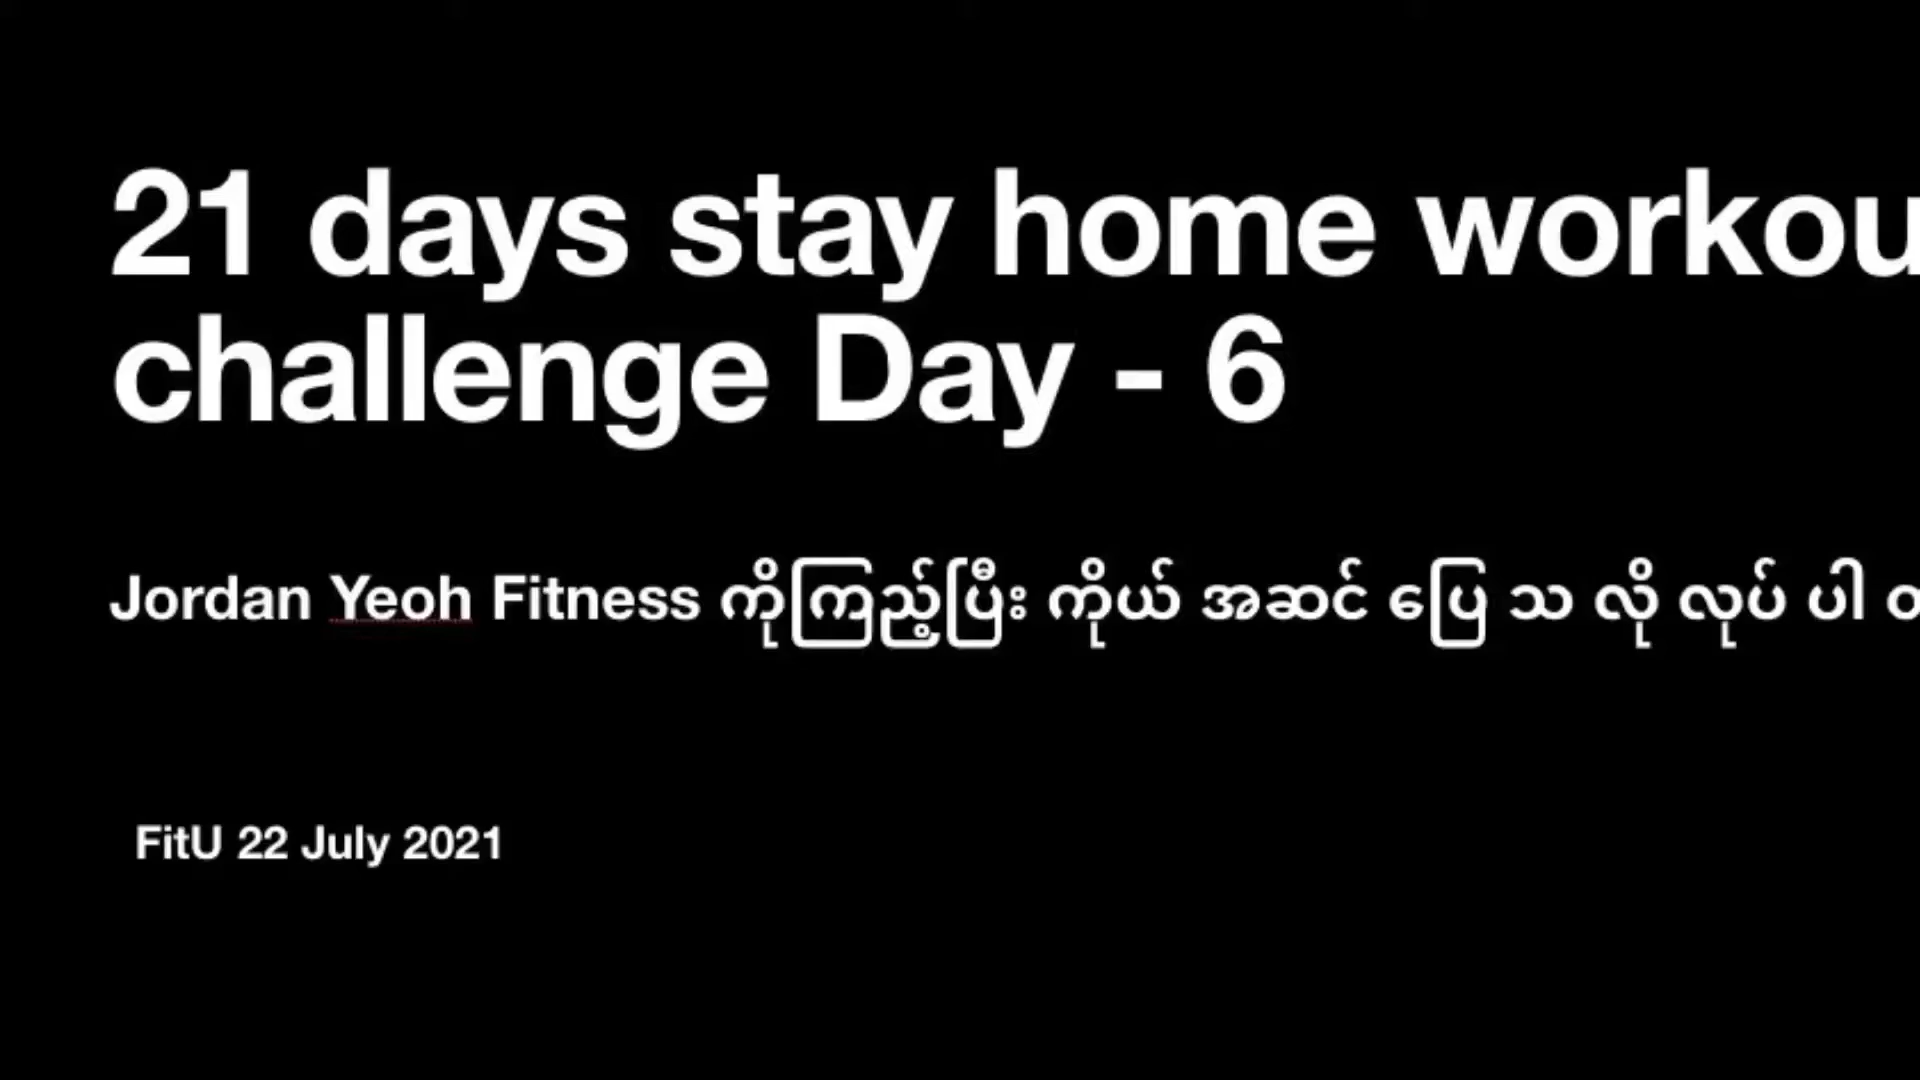 21 days stay home workou
challenge Day - 6
Jordan Yeoh Fitness ကိုကြည့်ပြီး ကိုယ် အဆင် ပြေ သ လို လုပ် ပါ
FitU 22 July 2021